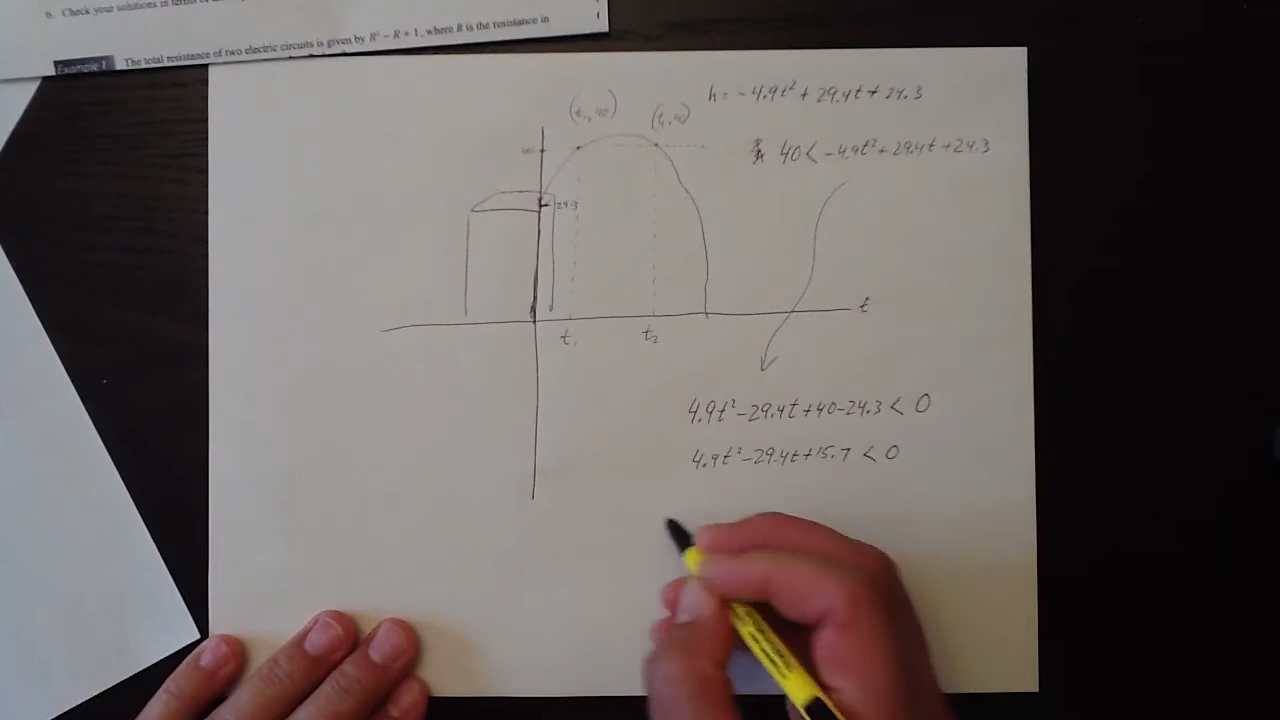 6. Check your solutions in terms of
Example 1 The total resistance of two electric circuits is given by R² − R + 1, where R is the resistance in
h = -4.9t² + 29.4t + 24.3
(t₁, 40)
40 < -4.9t² + 29.4t + 24.3
40
24.3
t
t₁ t₂
4.9t² - 29.4t + 40 - 24.3 < 0
4.9t² - 29.4t + 15.7 < 0